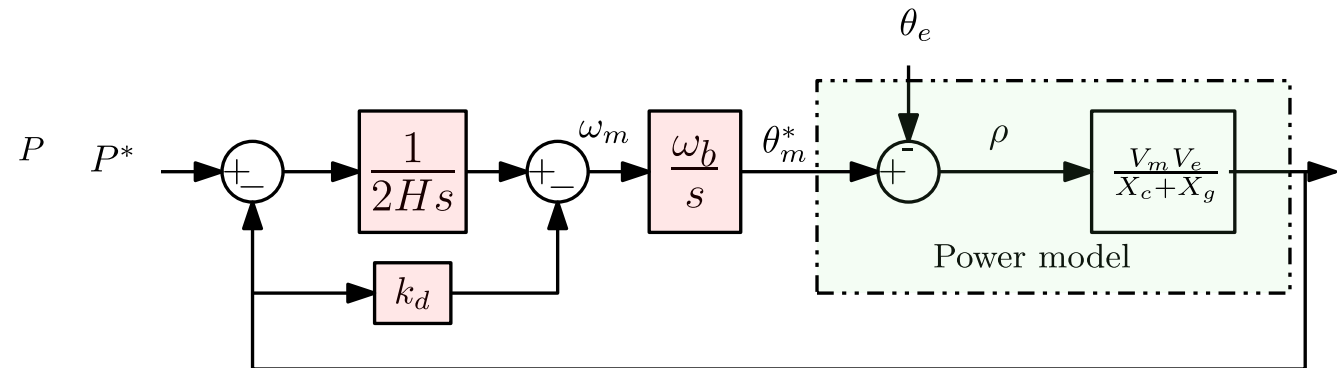 θ_e
P
P*
+
−
1
2Hs
+
−
ω_m
ω_b
s
θ*_m
+
-
ρ
V_m V_e
X_c+X_g
k_d
Power model